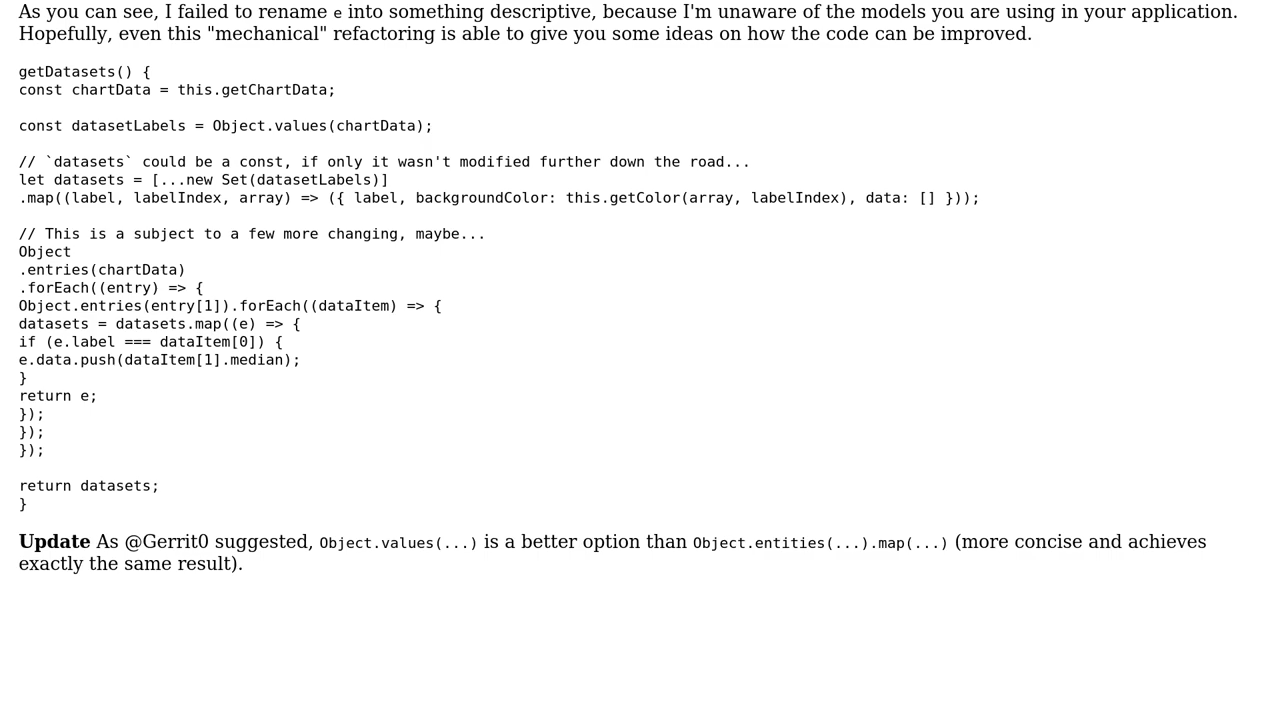 As you can see, I failed to rename e into something descriptive, because I'm unaware of the models you are using in your application.
Hopefully, even this "mechanical" refactoring is able to give you some ideas on how the code can be improved.
getDatasets() {
const chartData = this.getChartData;
const datasetLabels = Object.values(chartData);
// `datasets` could be a const, if only it wasn't modified further down the road...
let datasets = [...new Set(datasetLabels)]
.map((label, labelIndex, array) => ({ label, backgroundColor: this.getColor(array, labelIndex), data: [] }));
// This is a subject to a few more changing, maybe...
Object
.entries(chartData)
.forEach((entry) => {
Object.entries(entry[1]).forEach((dataItem) => {
datasets = datasets.map((e) => {
if (e.label === dataItem[0]) {
e.data.push(dataItem[1].median);
}
return e;
});
});
});
return datasets;
}
Update As @Gerrit0 suggested, Object.values(...) is a better option than Object.entities(...).map(...) (more concise and achieves
exactly the same result).